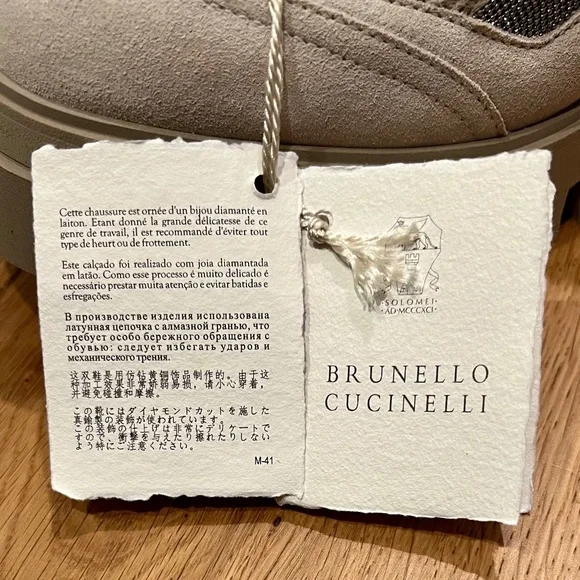 Cette chaussure est ornée d'un bijou diamanté en
laiton. Etant donné la grande délicatesse de ce
genre de travail, il est recommandé d'éviter tout
type de heurt ou de frottement.
Este calçado foi realizado com joia diamantada
em latão. Como esse processo é muito delicado é
necessário prestar muita atenção e evitar batidas e
esfregações.
В производстве изделия использована
латунная цепочка с алмазной гранью, что
требует особо бережного обращения с
обувью: следует избегать ударов и
механического трения.
这双鞋是用仿钻黄铜饰品制作的。由于这
种加工效果非常娇弱易损，请小心穿着，
并避免碰撞和摩擦。
この靴にはダイヤモンドカットを施した
真鍮製の装飾が使われています。
この装飾の仕上げは非常にデリケートで
すので、衝撃を与えたり擦れたりしない
よう特にご注意ください。
M-41
SOLOMEI
·AD·MCCCXCI·
BRUNELLO
CUCINELLI